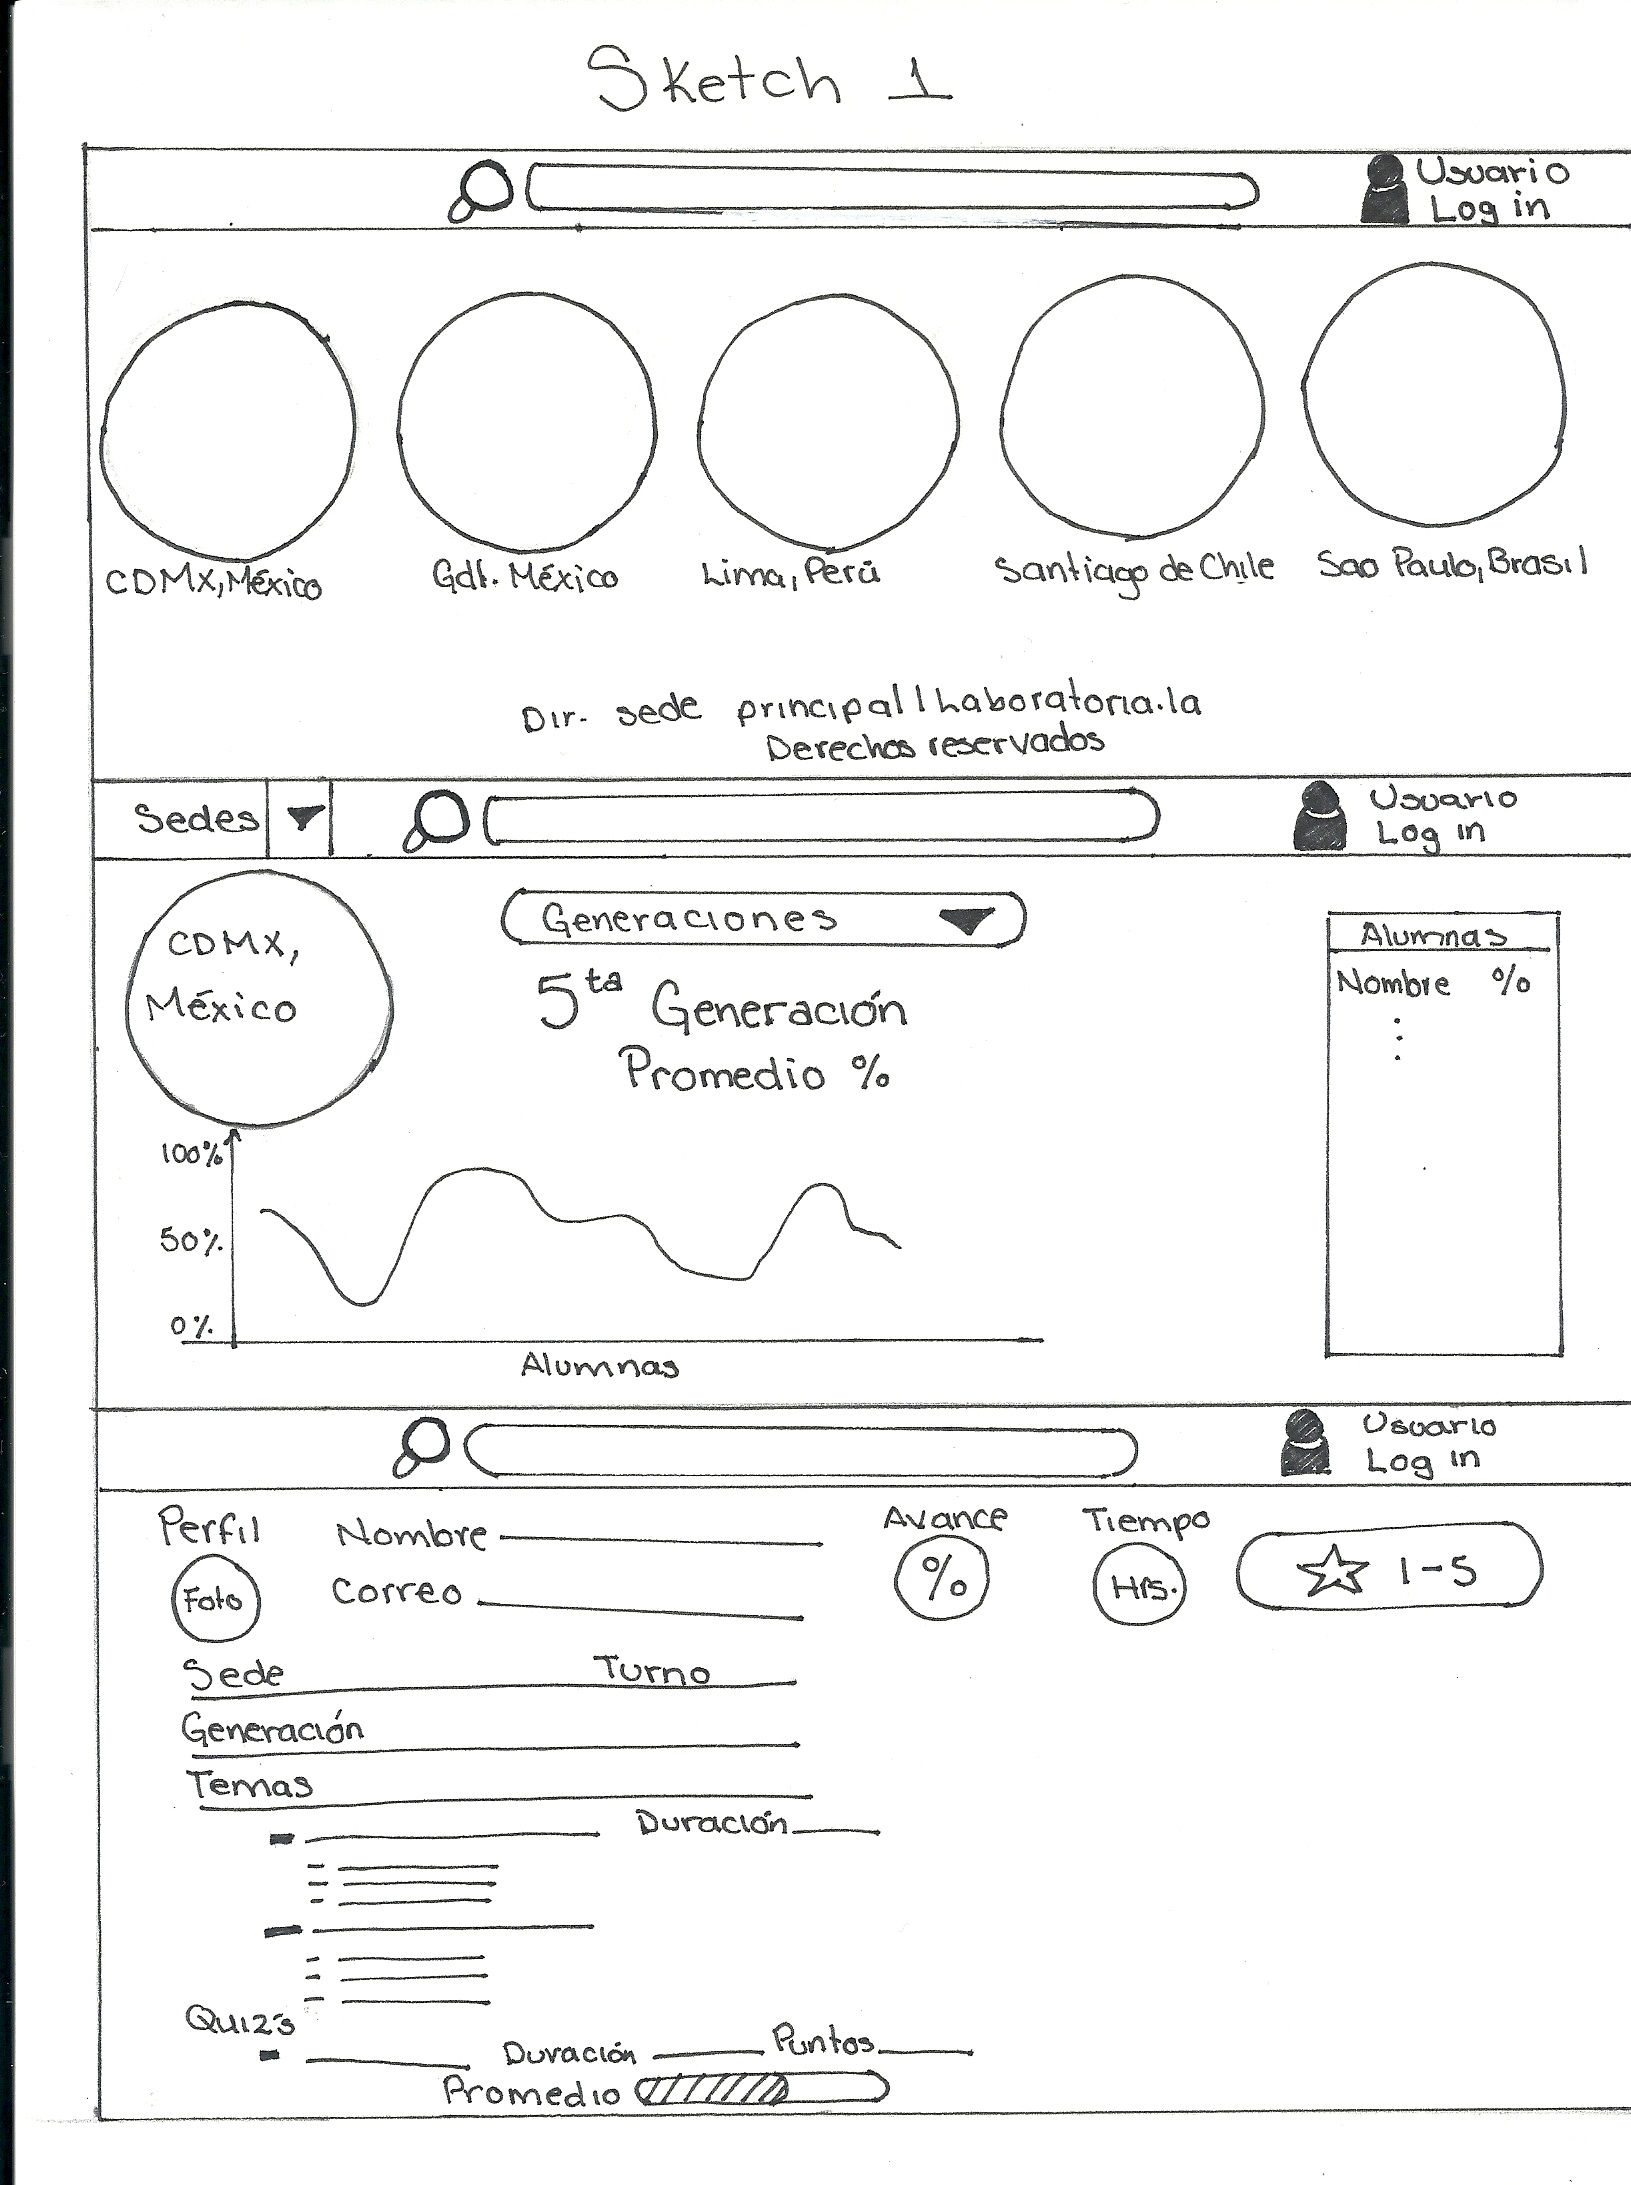 Sketch 1
Usuario
Log in
CDMX,México
Gdl. México
Lima, Perú
Santiago de Chile
Sao Paulo, Brasil
Dir. sede principal | Laboratoria.la
Derechos reservados
Sedes
Usuario
Log in
CDMX,
México
Generaciones
5ta Generación
Promedio %
Alumnas
Nombre %
100%
50%
0%
Alumnas
Usuario
Log in
Perfil
Foto
Nombre
Correo
Avance
%
Tiempo
Hrs.
1-5
Sede Turno
Generación
Temas
Duración
Quiz's
Duración Puntos
Promedio